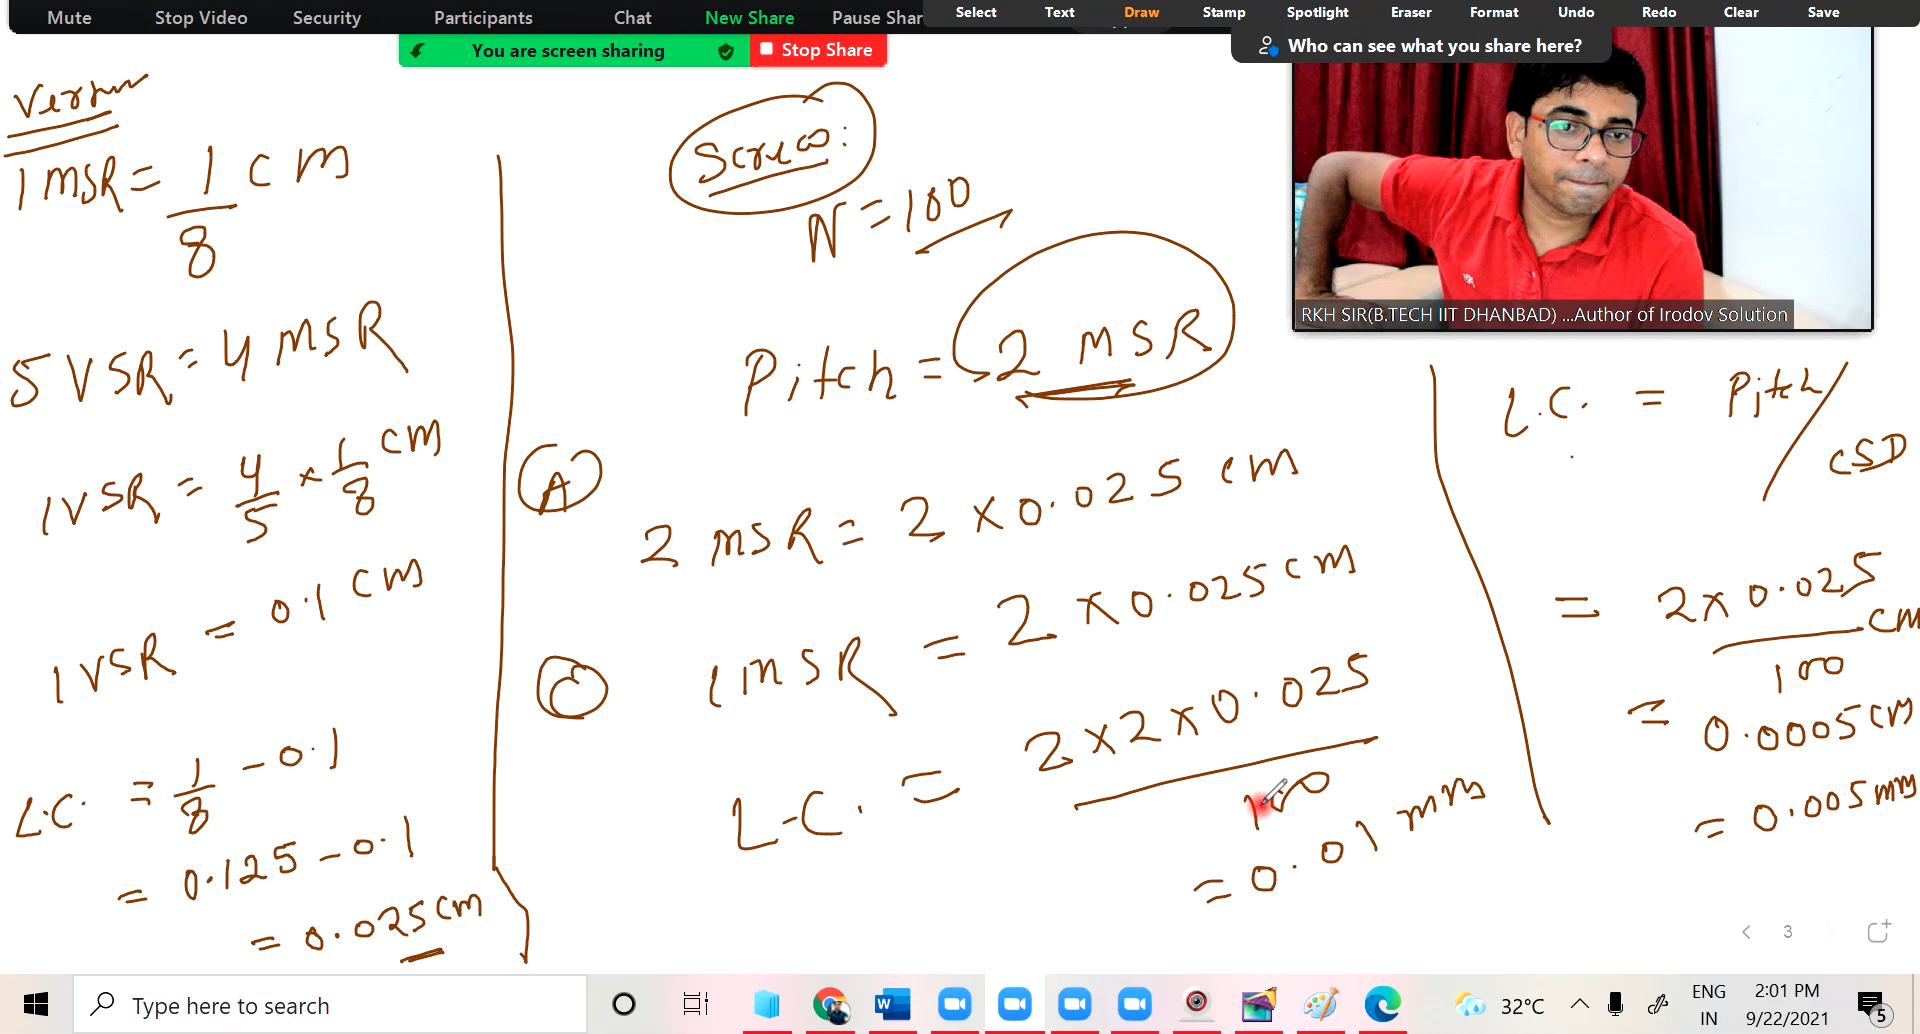 Mute Stop Video Security Participants Chat New Share Pause Shar
Select Text Draw Stamp Spotlight Eraser Format Undo Redo Clear Save
You are screen sharing Stop Share
Who can see what you share here?
RKH SIR(B.TECH IIT DHANBAD) ...Author of Irodov Solution
1 MSR = 1/8 cm
5 VSR = 4 MSR
1 VSR = 4/5 × 1/8 cm
1 VSR = 0.1 cm
L.C. = 1/8 - 0.1
= 0.125 - 0.1
= 0.025 cm
Screw:
N = 100
Pitch = 2 MSR
A
2 MSR = 2 × 0.025 cm
C
1 MSR = 2 × 0.025 cm
L.C. = 2 × 2 × 0.025 / 100
= 0.01 mm
L.C. = Pitch / CSD
= 2 × 0.025 / 100 cm
= 0.0005 cm
= 0.005 mm
3
Type here to search
32°C
ENG
IN
2:01 PM
9/22/2021
5